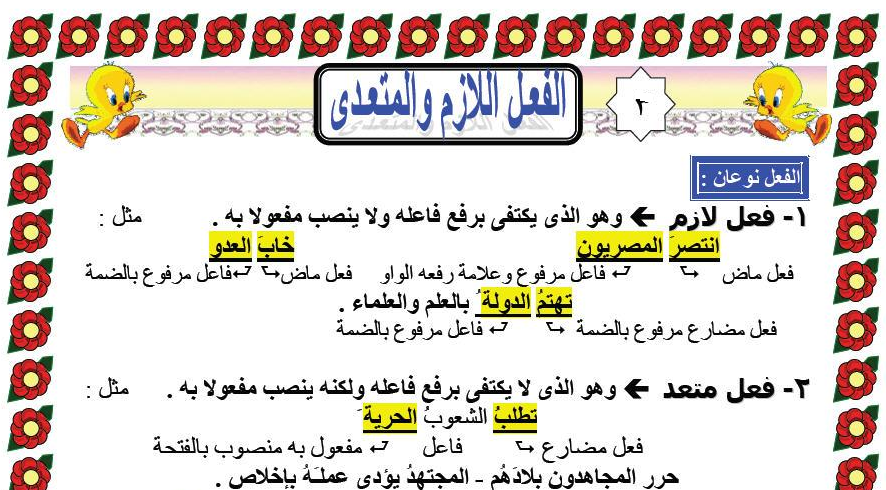 ٢
الفعل اللازم والمتعدى
الفعل نوعان :
١- فعل لازم ← وهو الذى يكتفى برفع فاعله ولا ينصب مفعولا به . مثل :
انتصرَ المصريون خابَ العدو
فعل ماض فاعل مرفوع وعلامة رفعه الواو فعل ماض فاعل مرفوع بالضمة
تهتمُ الدولةُ بالعلم والعلماء .
فعل مضارع مرفوع بالضمة فاعل مرفوع بالضمة
٢- فعل متعد ← وهو الذى لا يكتفى برفع فاعله ولكنه ينصب مفعولا به . مثل :
تطلبُ الشعوبُ الحريةَ
فعل مضارع فاعل مفعول به منصوب بالفتحة
حرر المجاهدون بلادَهُم - المجتهدُ يؤدى عملـَهُ بإخلاص .